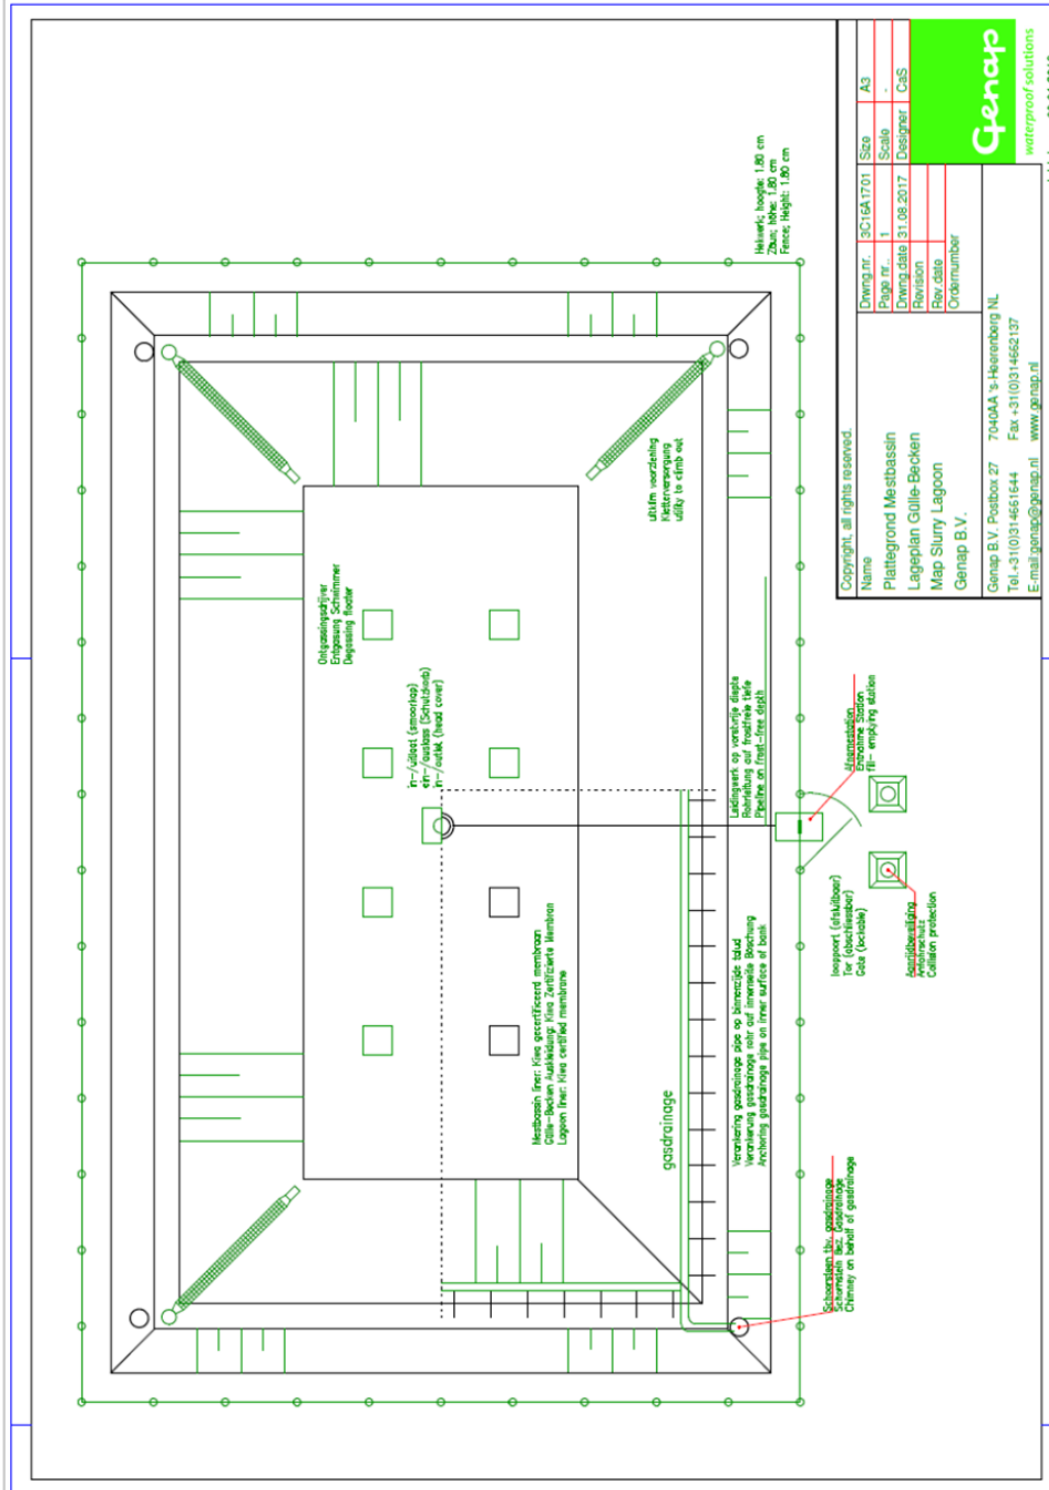 Hekwerk; hoogte: 1.80 cm
Zaun; höhe: 1.80 cm
Fence; Height: 1.80 cm
uitklim voorziening
Kletterversorgung
utility to climb out
Ontgassingsdrijver
Entgasung Schwimmer
Degassing floater
in-/uitlaat (smoorkap)
ein-/auslass (Schutzkorb)
in-/outlet (head cover)
Leidingwerk op vorstvrije diepte
Rohrleitung auf frostfreie tiefe
Pipeline on frost-free depth
Afnamestation
Entnahme Station
fill- emptying station
Mestbassin liner: Kiwa gecertificeerd membraan
Gülle-Becken Auskleidung: Kiwa Zertifizierte Membran
Lagoon liner: Kiwa certified membrane
looppoort (afsluitbaar)
Tor (abschliessbar)
Gate (lockable)
Aanrijdbeveiliging
Anfahrschutz
Collision protection
gasdrainage
Verankering gasdrainage pipe op binnenzijde talud
Verankerung gasdrainage rohr auf innenseite Böschung
Anchoring gasdrainage pipe on inner surface of bank
Schoorsteen tbv. gasdrainage
Schornstein Bez. Gasdrainage
Chimney on behalf of gasdrainage
Copyright, all rights reserved.
Name
Plattegrond Mestbassin
Lageplan Gülle-Becken
Map Slurry Lagoon
Genap B.V.
Drwng.nr. 3C16A1701 Size A3
Page nr. 1 Scale -
Drwng.date 31.08.2017 Designer CaS
Revision
Rev.date
Ordernumber
Genap B.V. Postbox 27 7040AA 's-Heerenberg NL
Tel.+31(0)314661644 Fax +31(0)314662137
E-mail:genap@genap.nl www.genap.nl
Genap
waterproof solutions